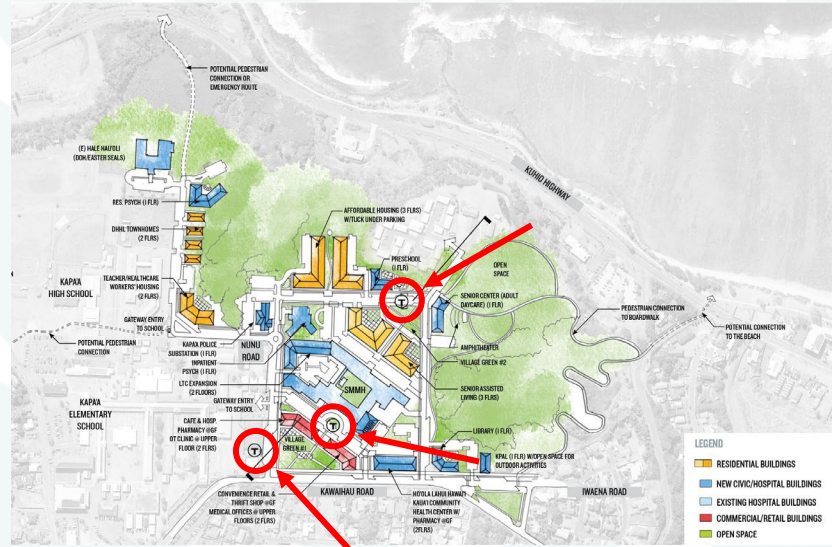 POTENTIAL PEDESTRIAN
CONNECTION OR
EMERGENCY ROUTE
(E) HALE HAU'OLI
(DOH/EASTER SEALS)
KUHIO HIGHWAY
RES. PSYCH (1 FLR)
AFFORDABLE HOUSING (3 FLRS)
W/TUCK UNDER PARKING
DHHL TOWNHOMES
(2 FLRS)
PRESCHOOL
(1 FLR)
OPEN
SPACE
TEACHER/HEALTHCARE
WORKERS' HOUSING
(2 FLRS)
KAPA'A
HIGH SCHOOL
T
SENIOR CENTER (ADULT
DAYCARE) (1 FLR)
PEDESTRIAN CONNECTION
TO BOARDWALK
GATEWAY ENTRY
TO SCHOOL
POTENTIAL PEDESTRIAN
CONNECTION
KAPAA POLICE
SUBSTATION (1 FLR)
NUNU
ROAD
AMPHITHEATER
POTENTIAL CONNECTION
TO THE BEACH
INPATIENT
PSYCH (1 FLR)
VILLAGE GREEN #2
LTC EXPANSION
(2 FLOORS)
SMMH
SENIOR ASSISTED
LIVING (3 FLRS)
GATEWAY ENTRY
TO SCHOOL
KAPA'A
ELEMENTARY
SCHOOL
CAFE & HOSP.
PHARMACY @GF
OT CLINIC @ UPPER
FLOOR (2 FLRS)
T
T
VILLAGE
GREEN #1
LIBRARY (1 FLR)
KPAL (1 FLR) W/OPEN SPACE FOR
OUTDOOR ACTIVITIES
CONVENIENCE RETAIL &
THRIFT SHOP @GF
MEDICAL OFFICES @ UPPER
FLOORS (2 FLRS)
KAWAIHAU ROAD
HO'OLA LAHUI HAWAI'I
KAUA'I COMMUNITY
HEALTH CENTER W/
PHARMACY @GF
(2FLRS)
IWAENA ROAD
LEGEND
RESIDENTIAL BUILDINGS
NEW CIVIC/HOSPITAL BUILDINGS
EXISTING HOSPITAL BUILDINGS
COMMERCIAL/RETAIL BUILDINGS
OPEN SPACE